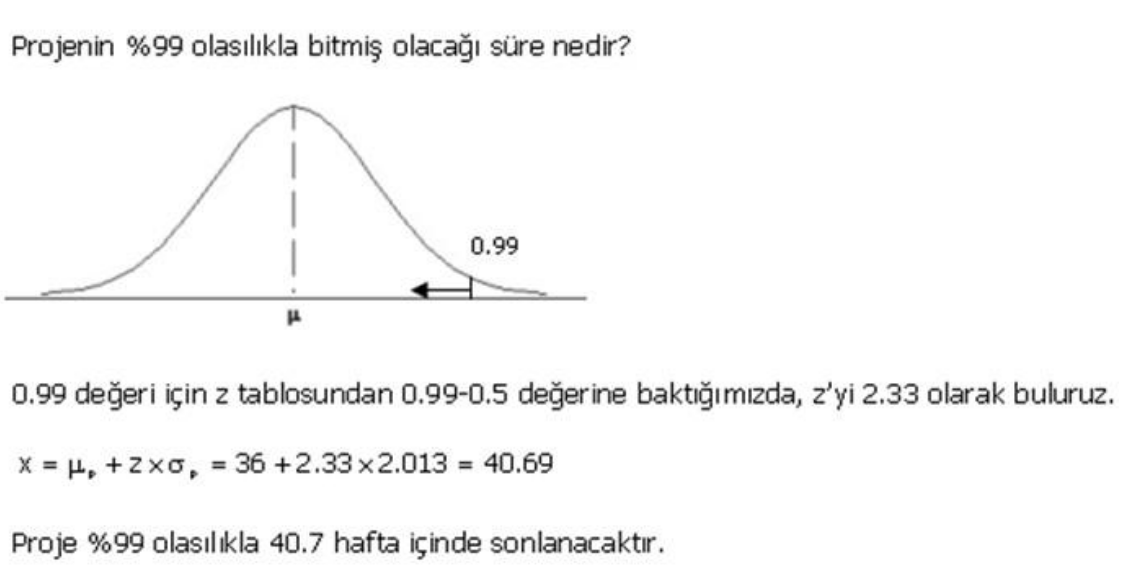 Projenin %99 olasılıkla bitmiş olacağı süre nedir?
0.99
μ
0.99 değeri için z tablosundan 0.99-0.5 değerine baktığımızda, z'yi 2.33 olarak buluruz.
x = μₚ + z×σₚ = 36 +2.33×2.013 = 40.69
Proje %99 olasılıkla 40.7 hafta içinde sonlanacaktır.